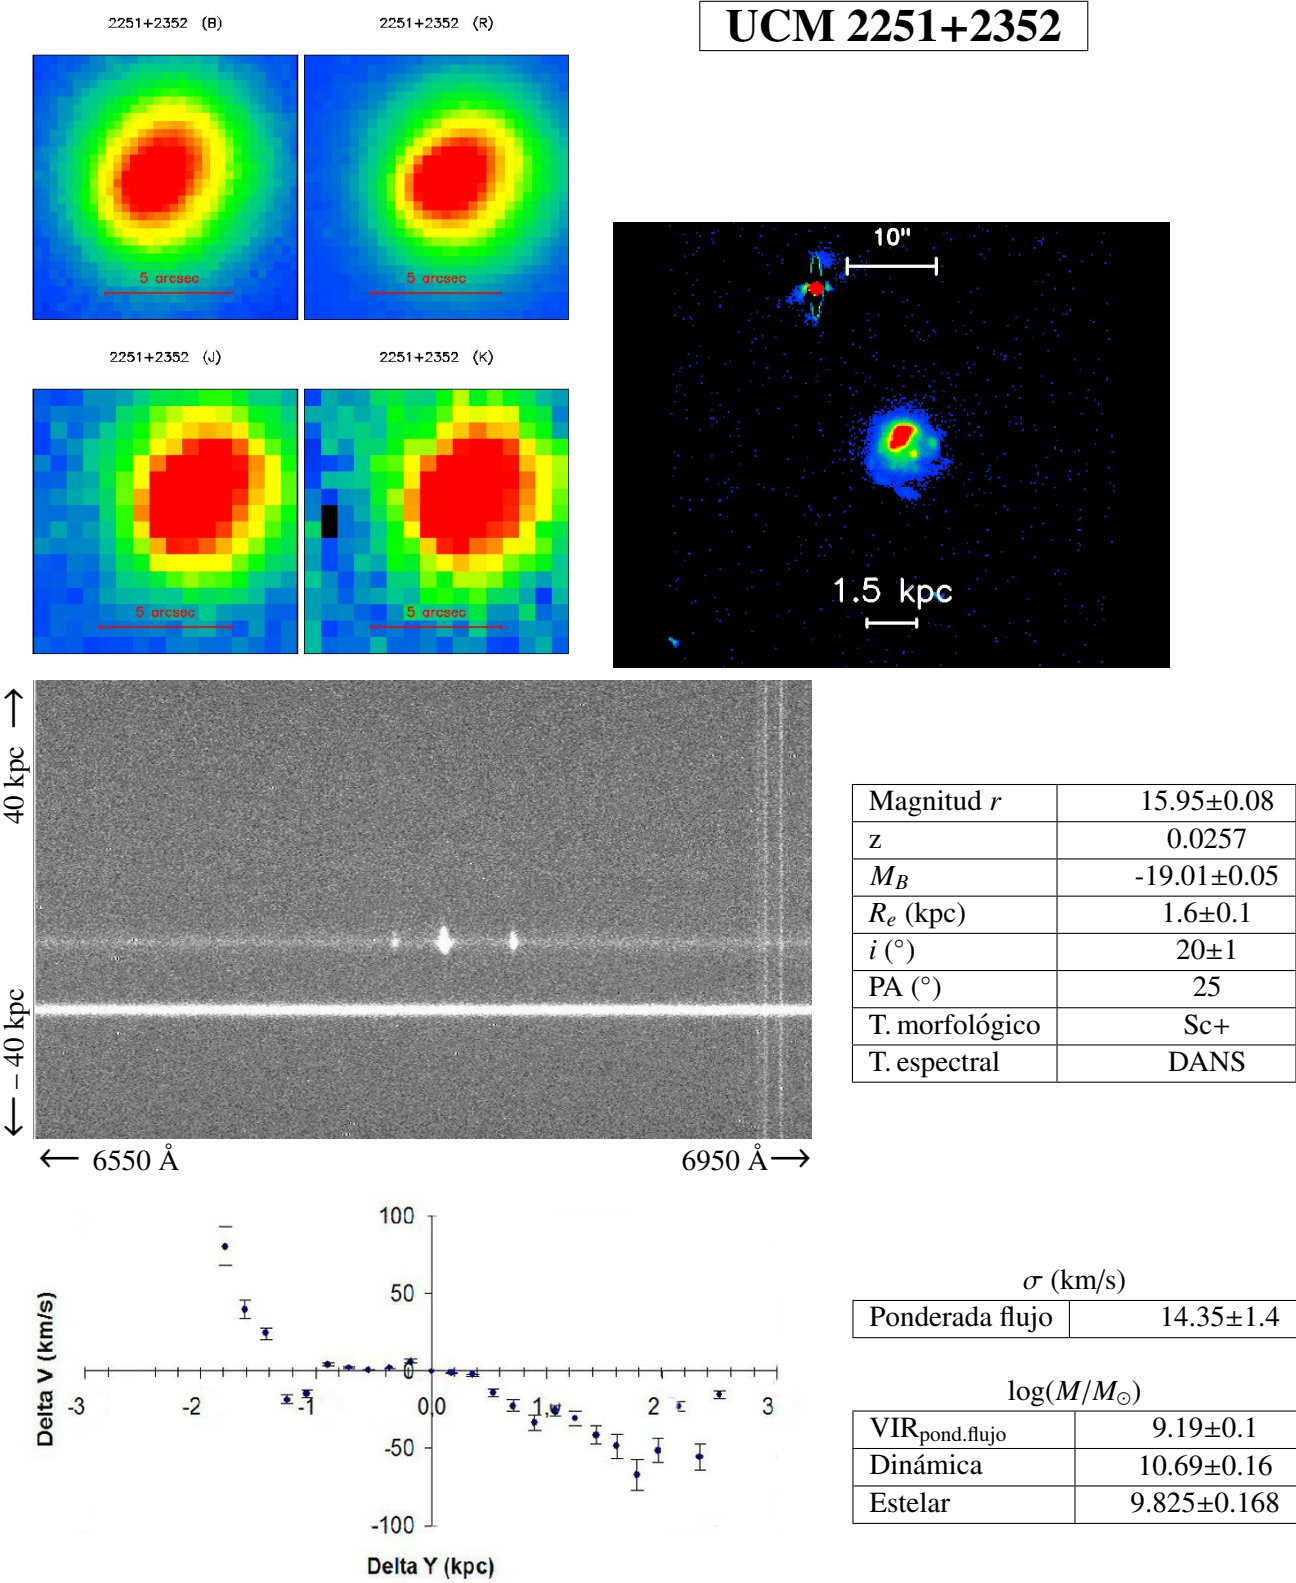 UCM 2251+2352
2251+2352 (B)
2251+2352 (R)
5 arcsec
5 arcsec
2251+2352 (J)
2251+2352 (K)
5 arcsec
5 arcsec
10"
1.5 kpc
← − 40 kpc
40 kpc →
← 6550 Å
6950 Å →
Magnitud r 15.95±0.08
z 0.0257
M_B -19.01±0.05
R_e (kpc) 1.6±0.1
i (°) 20±1
PA (°) 25
T. morfológico Sc+
T. espectral DANS
Delta V (km/s)
100
50
0
-50
-100
-3 -2 -1 0,0 2 3
Delta Y (kpc)
σ (km/s)
Ponderada flujo 14.35±1.4
log(M/M⊙)
VIR pond.flujo 9.19±0.1
Dinámica 10.69±0.16
Estelar 9.825±0.168